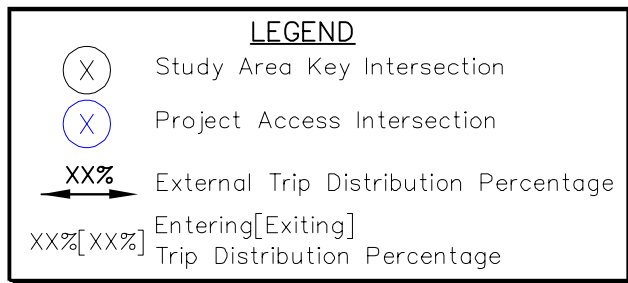 LEGEND
X Study Area Key Intersection
X Project Access Intersection
XX% External Trip Distribution Percentage
XX%[XX%] Entering[Exiting]
Trip Distribution Percentage